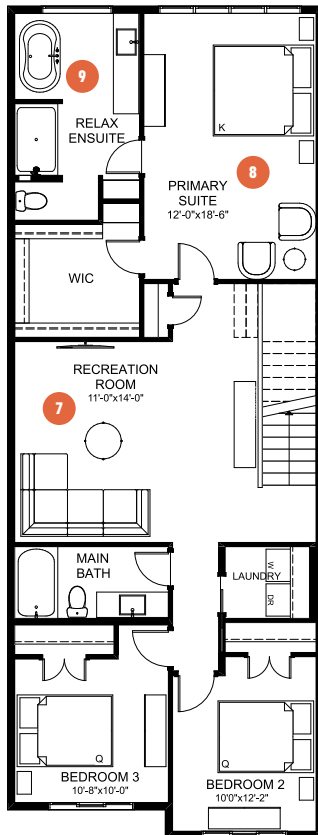 9
RELAX
ENSUITE
K
8
PRIMARY
SUITE
12'-0"x18'-6"
WIC
RECREATION
ROOM
11'-0"x14'-0"
7
MAIN
BATH
W
LAUNDRY
DR
Q
BEDROOM 3
10'-8"x10'-0"
Q
BEDROOM 2
10'0"x12'-2"